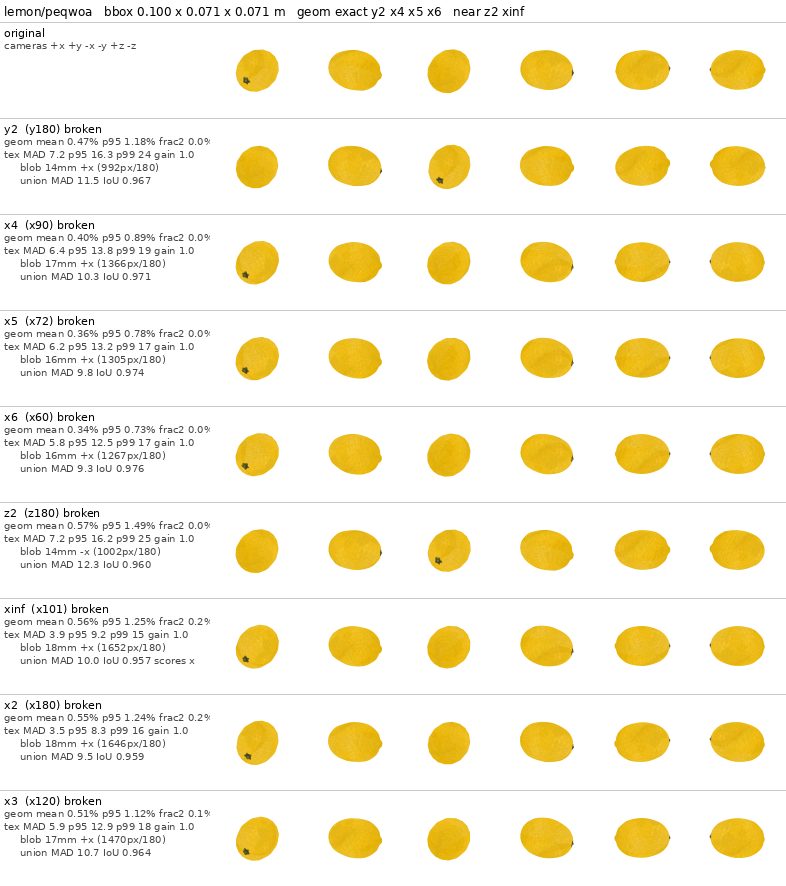 lemon/peqwoa bbox 0.100 x 0.071 x 0.071 m geom exact y2 x4 x5 x6 near z2 xinf
original
cameras +x +y -x -y +z -z
y2 (y180) broken
geom mean 0.47% p95 1.18% frac2 0.0%
tex MAD 7.2 p95 16.3 p99 24 gain 1.0
blob 14mm +x (992px/180)
union MAD 11.5 IoU 0.967
x4 (x90) broken
geom mean 0.40% p95 0.89% frac2 0.0%
tex MAD 6.4 p95 13.8 p99 19 gain 1.0
blob 17mm +x (1366px/180)
union MAD 10.3 IoU 0.971
x5 (x72) broken
geom mean 0.36% p95 0.78% frac2 0.0%
tex MAD 6.2 p95 13.2 p99 17 gain 1.0
blob 16mm +x (1305px/180)
union MAD 9.8 IoU 0.974
x6 (x60) broken
geom mean 0.34% p95 0.73% frac2 0.0%
tex MAD 5.8 p95 12.5 p99 17 gain 1.0
blob 16mm +x (1267px/180)
union MAD 9.3 IoU 0.976
z2 (z180) broken
geom mean 0.57% p95 1.49% frac2 0.0%
tex MAD 7.2 p95 16.2 p99 25 gain 1.0
blob 14mm -x (1002px/180)
union MAD 12.3 IoU 0.960
xinf (x101) broken
geom mean 0.56% p95 1.25% frac2 0.2%
tex MAD 3.9 p95 9.2 p99 15 gain 1.0
blob 18mm +x (1652px/180)
union MAD 10.0 IoU 0.957 scores x
x2 (x180) broken
geom mean 0.55% p95 1.24% frac2 0.2%
tex MAD 3.5 p95 8.3 p99 16 gain 1.0
blob 18mm +x (1646px/180)
union MAD 9.5 IoU 0.959
x3 (x120) broken
geom mean 0.51% p95 1.12% frac2 0.1%
tex MAD 5.9 p95 12.9 p99 18 gain 1.0
blob 17mm +x (1470px/180)
union MAD 10.7 IoU 0.964